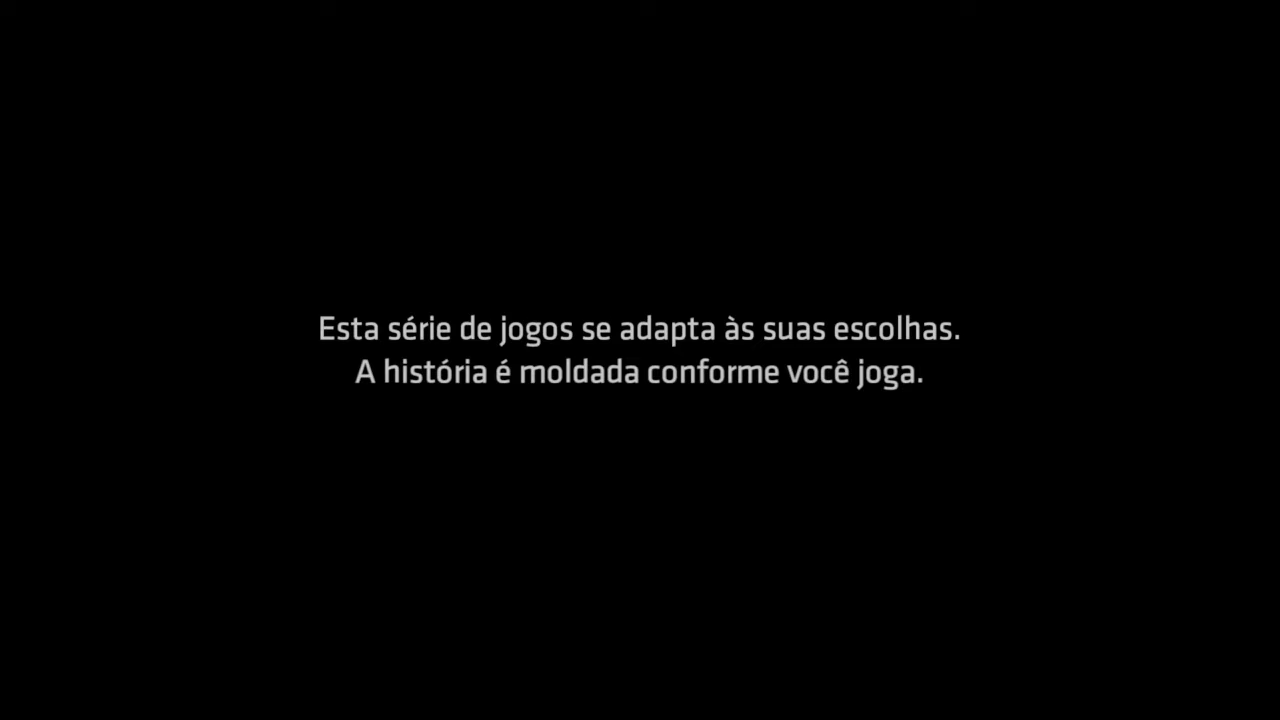 Esta série de jogos se adapta às suas escolhas.
A história é moldada conforme você joga.